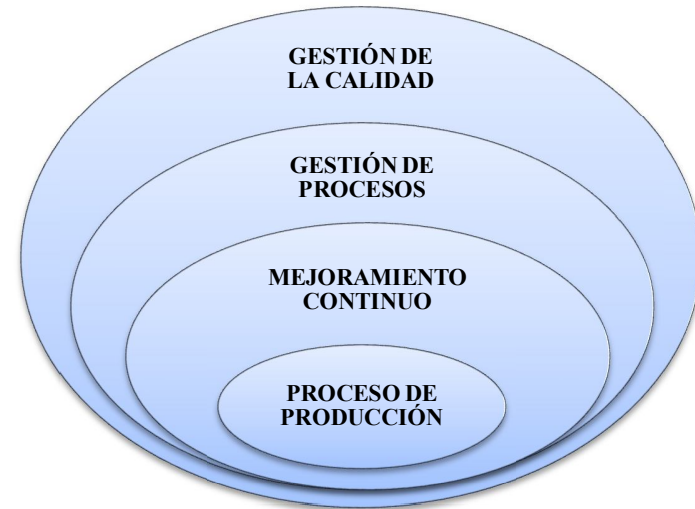 GESTIÓN DE
LA CALIDAD
GESTIÓN DE
PROCESOS
MEJORAMIENTO
CONTINUO
PROCESO DE
PRODUCCIÓN